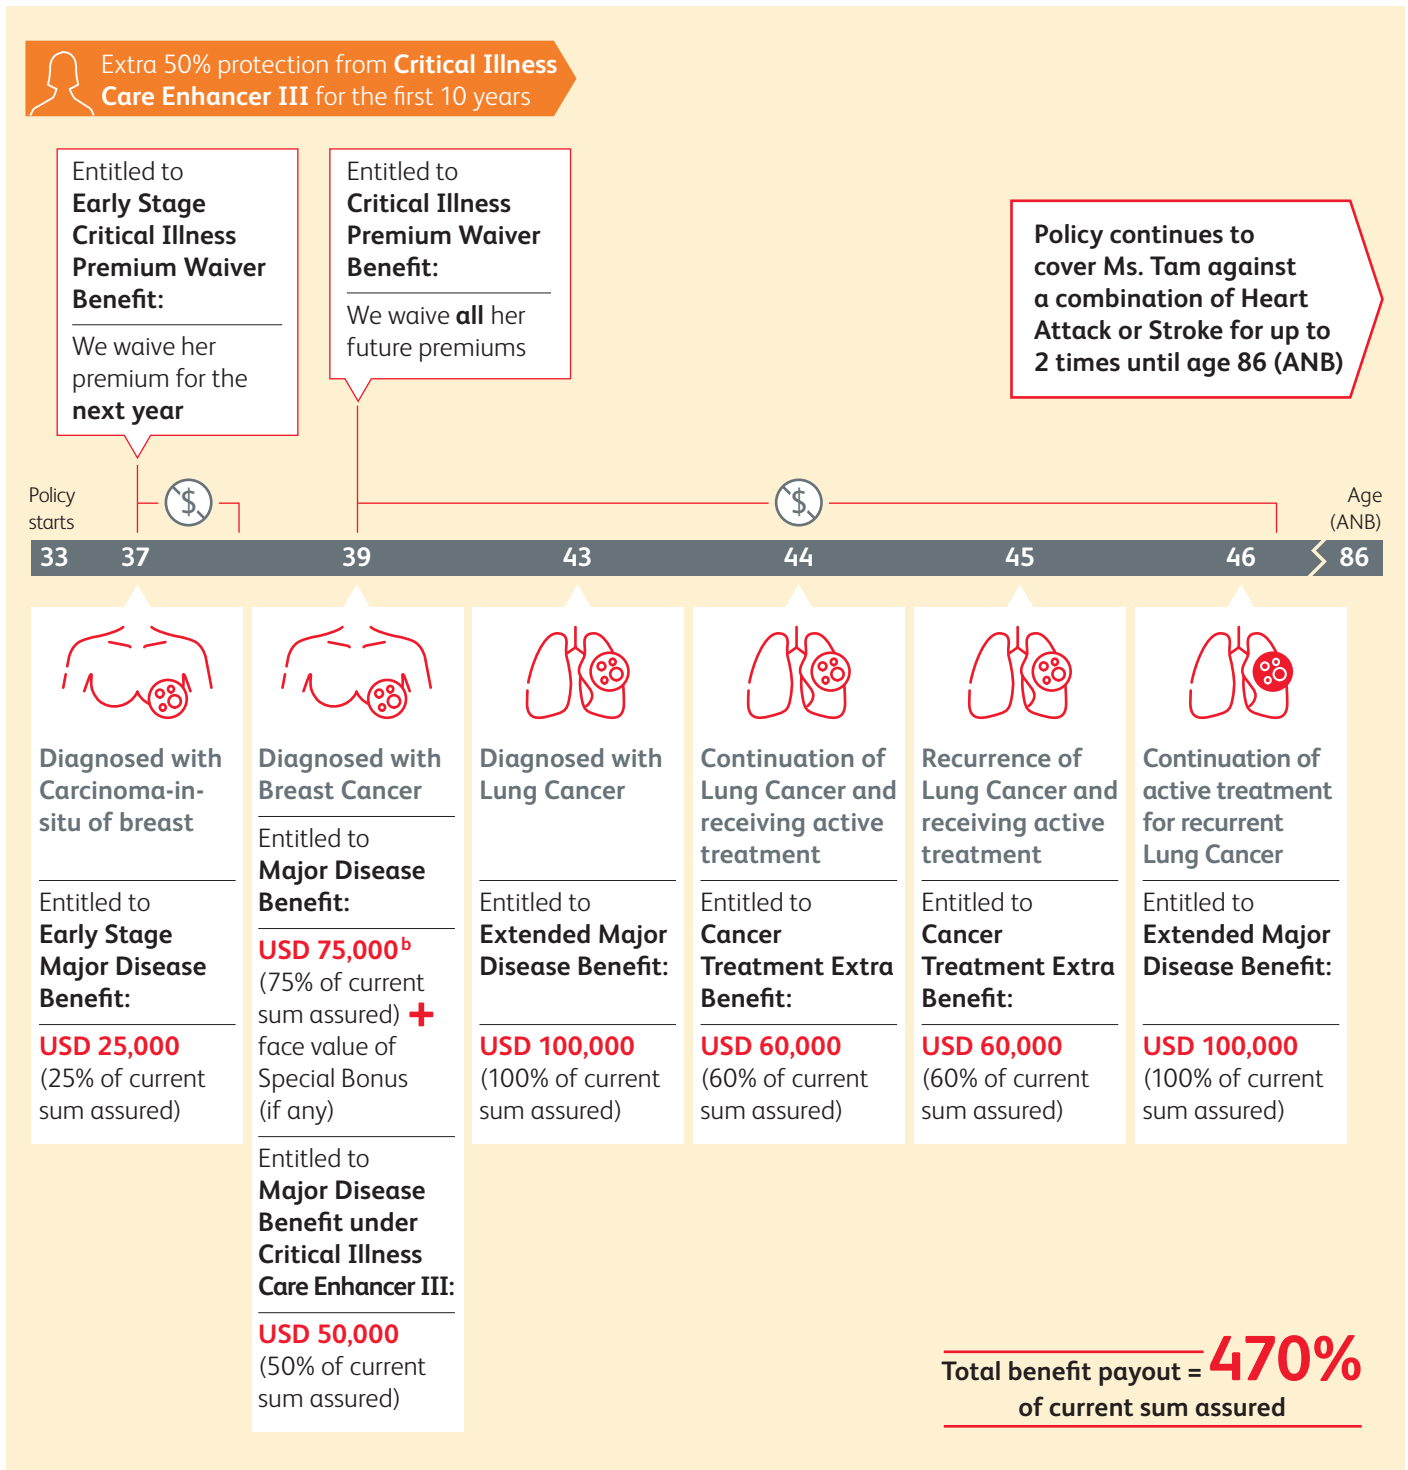 Extra 50% protection from Critical Illness
Care Enhancer III for the first 10 years
Entitled to
Early Stage
Critical Illness
Premium Waiver
Benefit:
We waive her
premium for the
next year
Entitled to
Critical Illness
Premium Waiver
Benefit:
We waive all her
future premiums
Policy continues to
cover Ms. Tam against
a combination of Heart
Attack or Stroke for up to
2 times until age 86 (ANB)
Policy
starts
$
$
Age
(ANB)
33 37 39 43 44 45 46 86
Diagnosed with
Carcinoma-in-
situ of breast
Entitled to
Early Stage
Major Disease
Benefit:
USD 25,000
(25% of current
sum assured)
Diagnosed with
Breast Cancer
Entitled to
Major Disease
Benefit:
USD 75,000 b
(75% of current
sum assured) +
face value of
Special Bonus
(if any)
Entitled to
Major Disease
Benefit under
Critical Illness
Care Enhancer III:
USD 50,000
(50% of current
sum assured)
Diagnosed with
Lung Cancer
Entitled to
Extended Major
Disease Benefit:
USD 100,000
(100% of current
sum assured)
Continuation of
Lung Cancer and
receiving active
treatment
Entitled to
Cancer
Treatment Extra
Benefit:
USD 60,000
(60% of current
sum assured)
Recurrence of
Lung Cancer and
receiving active
treatment
Entitled to
Cancer
Treatment Extra
Benefit:
USD 60,000
(60% of current
sum assured)
Continuation of
active treatment
for recurrent
Lung Cancer
Entitled to
Extended Major
Disease Benefit:
USD 100,000
(100% of current
sum assured)
Total benefit payout = 470%
of current sum assured